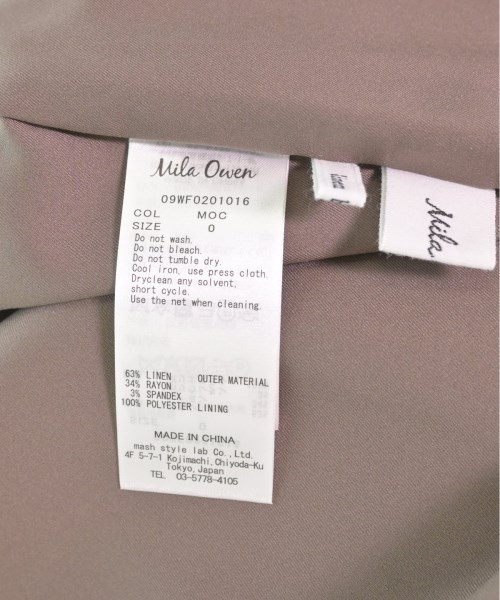 Mila Owen
09WF0201016
COL MOC
SIZE 0
Do not wash.
Do not bleach.
Do not tumble dry.
Cool iron, use press cloth.
Dryclean any solvent,
short cycle.
Use the net when cleaning.
63% LINEN OUTER MATERIAL
34% RAYON
3% SPANDEX
100% POLYESTER LINING
MADE IN CHINA
mash style lab Co.,Ltd.
4F 5-7-1 Kojimachi,Chiyoda-Ku
Tokyo,Japan
TEL 03-5778-4105
Mila